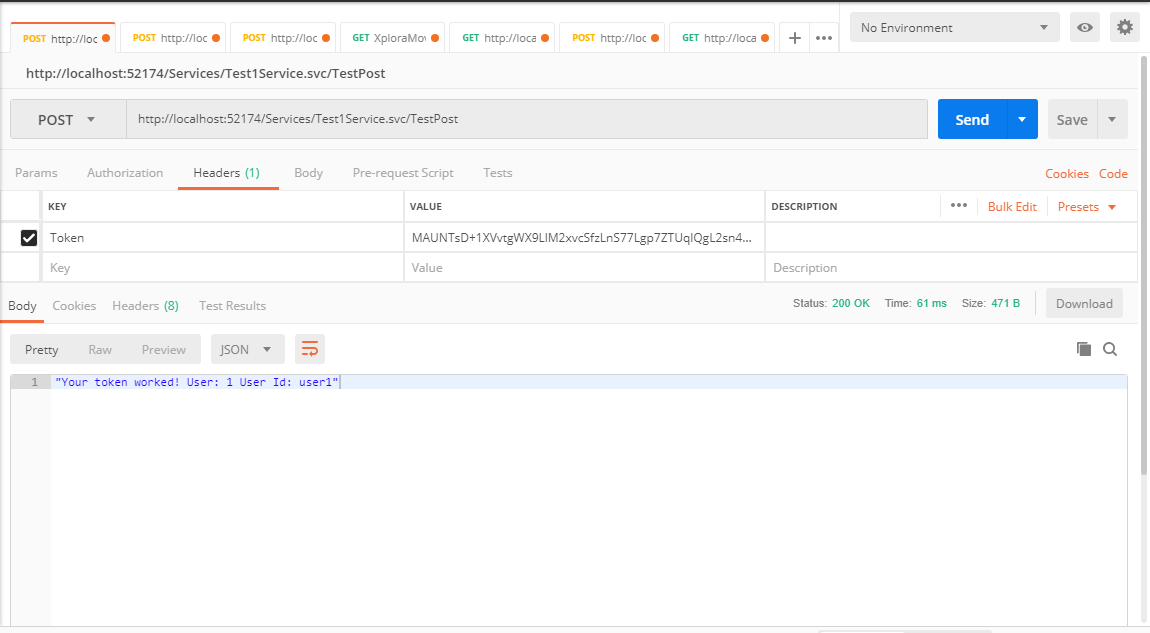 POST http://loc POST http://loc POST http://loc GET XploraMo GET http://loca POST http://loc GET http://loca + ••• No Environment
http://localhost:52174/Services/Test1Service.svc/TestPost
POST http://localhost:52174/Services/Test1Service.svc/TestPost Send Save
Params Authorization Headers (1) Body Pre-request Script Tests Cookies Code
KEY VALUE DESCRIPTION ••• Bulk Edit Presets
Token
Key Value Description
Body Cookies Headers (8) Test Results Status: 200 OK Time: 61 ms Size: 471 B Download
Pretty Raw Preview JSON
1 "Your token worked! User: 1 User Id: user1"